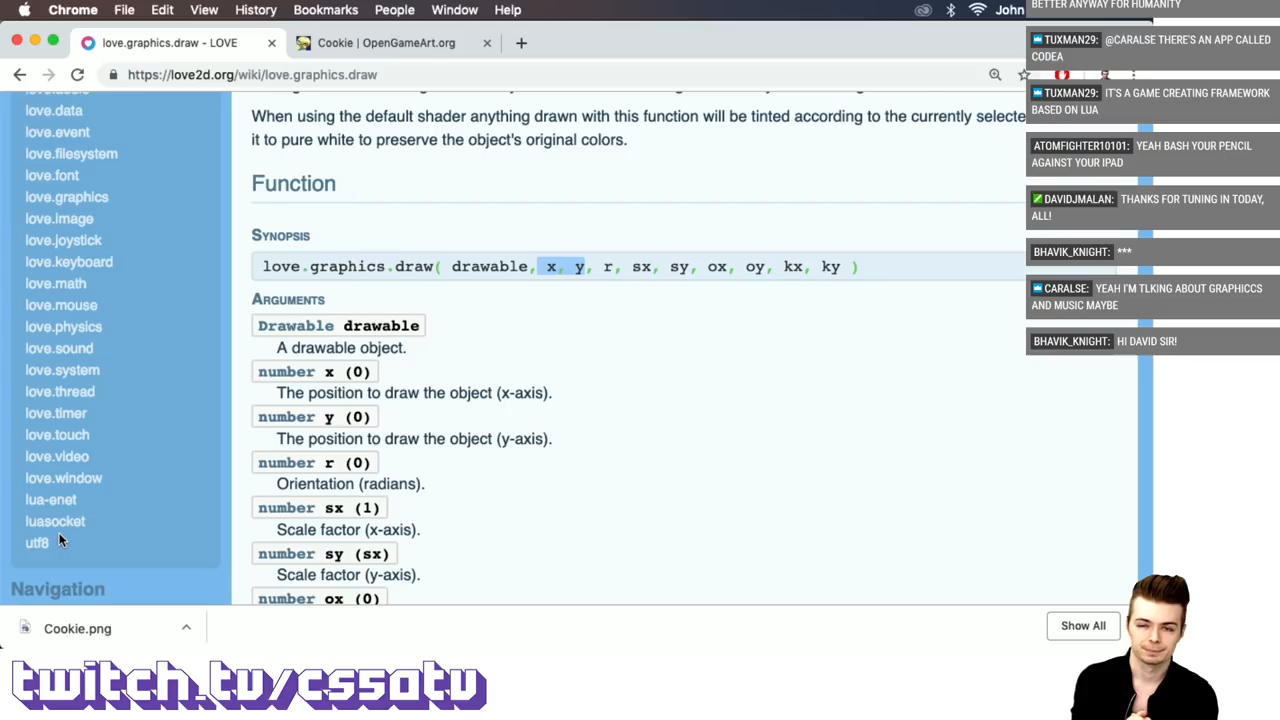 Chrome File Edit View History Bookmarks People Window Help John
love.graphics.draw - LOVE
Cookie | OpenGameArt.org
https://love2d.org/wiki/love.graphics.draw
love.data
love.event
love.filesystem
love.font
love.graphics
love.image
love.joystick
love.keyboard
love.math
love.mouse
love.physics
love.sound
love.system
love.thread
love.timer
love.touch
love.video
love.window
lua-enet
luasocket
utf8
Navigation
When using the default shader anything drawn with this function will be tinted according to the currently selecte
it to pure white to preserve the object's original colors.
Function
SYNOPSIS
love.graphics.draw( drawable, x, y, r, sx, sy, ox, oy, kx, ky )
ARGUMENTS
Drawable drawable
A drawable object.
number x (0)
The position to draw the object (x-axis).
number y (0)
The position to draw the object (y-axis).
number r (0)
Orientation (radians).
number sx (1)
Scale factor (x-axis).
number sy (sx)
Scale factor (y-axis).
number ox (0)
BETTER ANYWAY FOR HUMANITY
TUXMAN29: @CARALSE THERE'S AN APP CALLED
CODEA
TUXMAN29: IT'S A GAME CREATING FRAMEWORK
BASED ON LUA
ATOMFIGHTER10101: YEAH BASH YOUR PENCIL
AGAINST YOUR IPAD
DAVIDJMALAN: THANKS FOR TUNING IN TODAY,
ALL!
BHAVIK_KNIGHT: ***
CARALSE: YEAH I'M TLKING ABOUT GRAPHICCS
AND MUSIC MAYBE
BHAVIK_KNIGHT: HI DAVID SIR!
Cookie.png
Show All
twitch.tv/cs50tv